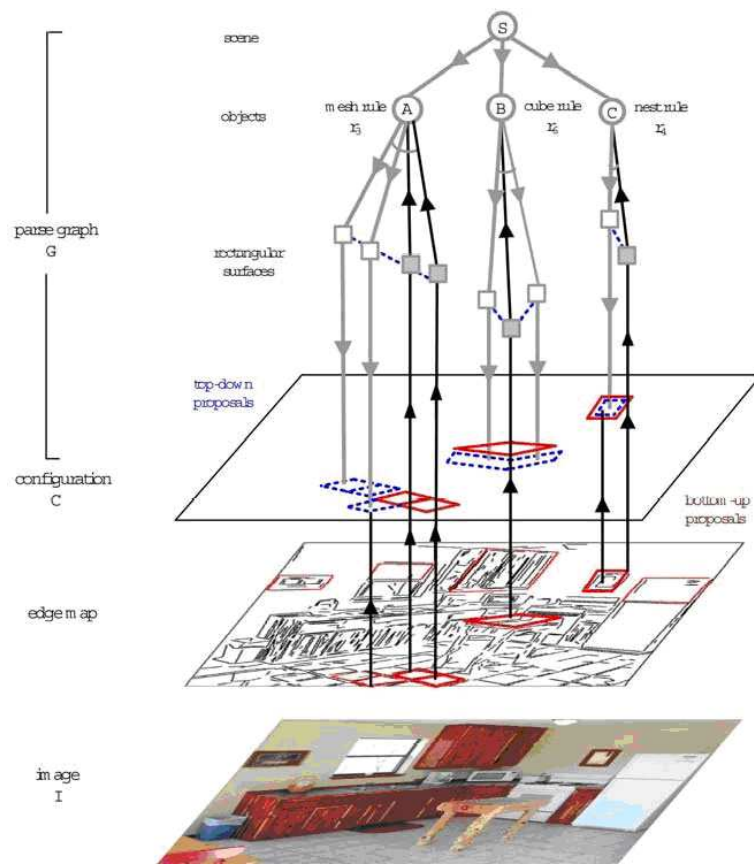 scene
S
objects
mesh rule
r3
A
B
cube rule
r6
C
nest rule
r4
parse graph
G
rectangular
surfaces
top-down
proposals
configuration
C
bottom-up
proposals
edge map
image
I